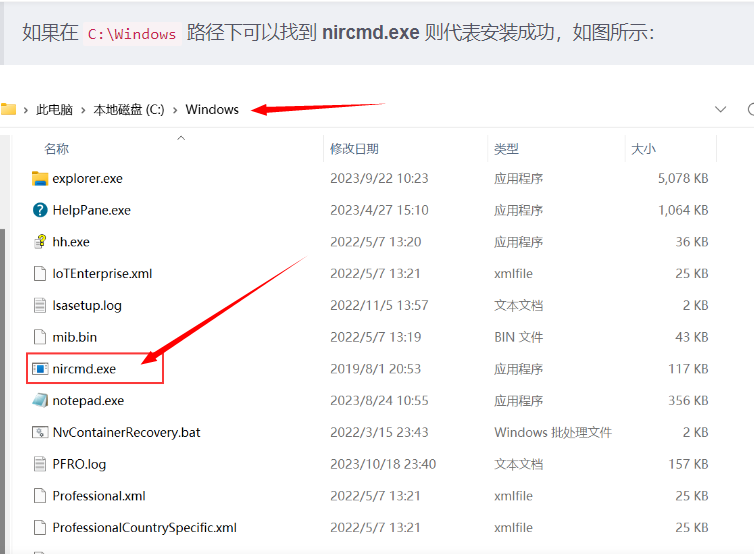 如果在 C:\Windows 路径下可以找到 nircmd.exe 则代表安装成功，如图所示：
此电脑 > 本地磁盘 (C:) > Windows
名称 修改日期 类型 大小
explorer.exe 2023/9/22 10:23 应用程序 5,078 KB
HelpPane.exe 2023/4/27 15:10 应用程序 1,064 KB
hh.exe 2022/5/7 13:20 应用程序 36 KB
IoTEnterprise.xml 2022/5/7 13:21 xmlfile 25 KB
lsasetup.log 2022/11/5 13:57 文本文档 2 KB
mib.bin 2022/5/7 13:19 BIN 文件 43 KB
nircmd.exe 2019/8/1 20:53 应用程序 117 KB
notepad.exe 2023/8/24 10:55 应用程序 356 KB
NvContainerRecovery.bat 2022/3/15 23:43 Windows 批处理文件 2 KB
PFRO.log 2023/10/18 23:40 文本文档 157 KB
Professional.xml 2022/5/7 13:21 xmlfile 25 KB
ProfessionalCountrySpecific.xml 2022/5/7 13:21 xmlfile 25 KB